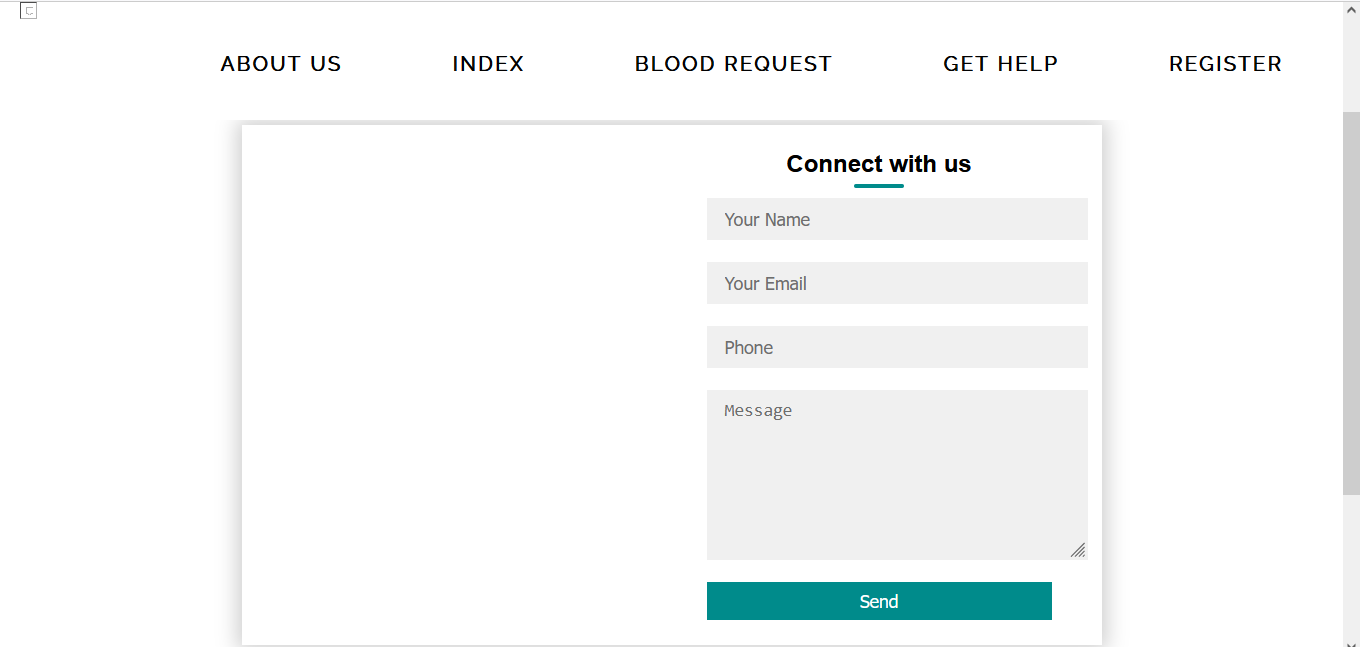 ABOUT US INDEX BLOOD REQUEST GET HELP REGISTER
Connect with us
Your Name
Your Email
Phone
Message
Send